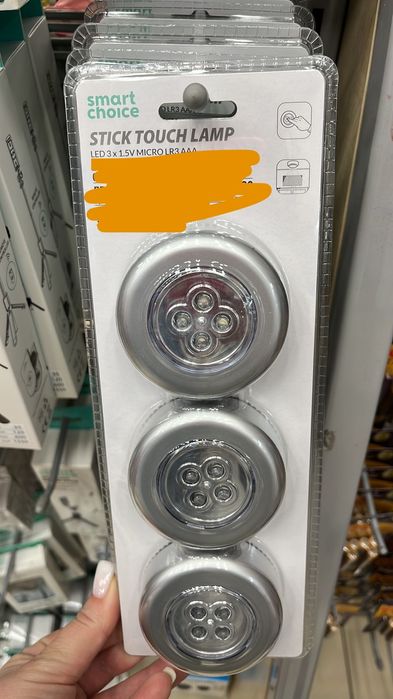 smart
choice
STICK TOUCH LAMP
LED 3 x 1.5V MICRO LR3 AAA